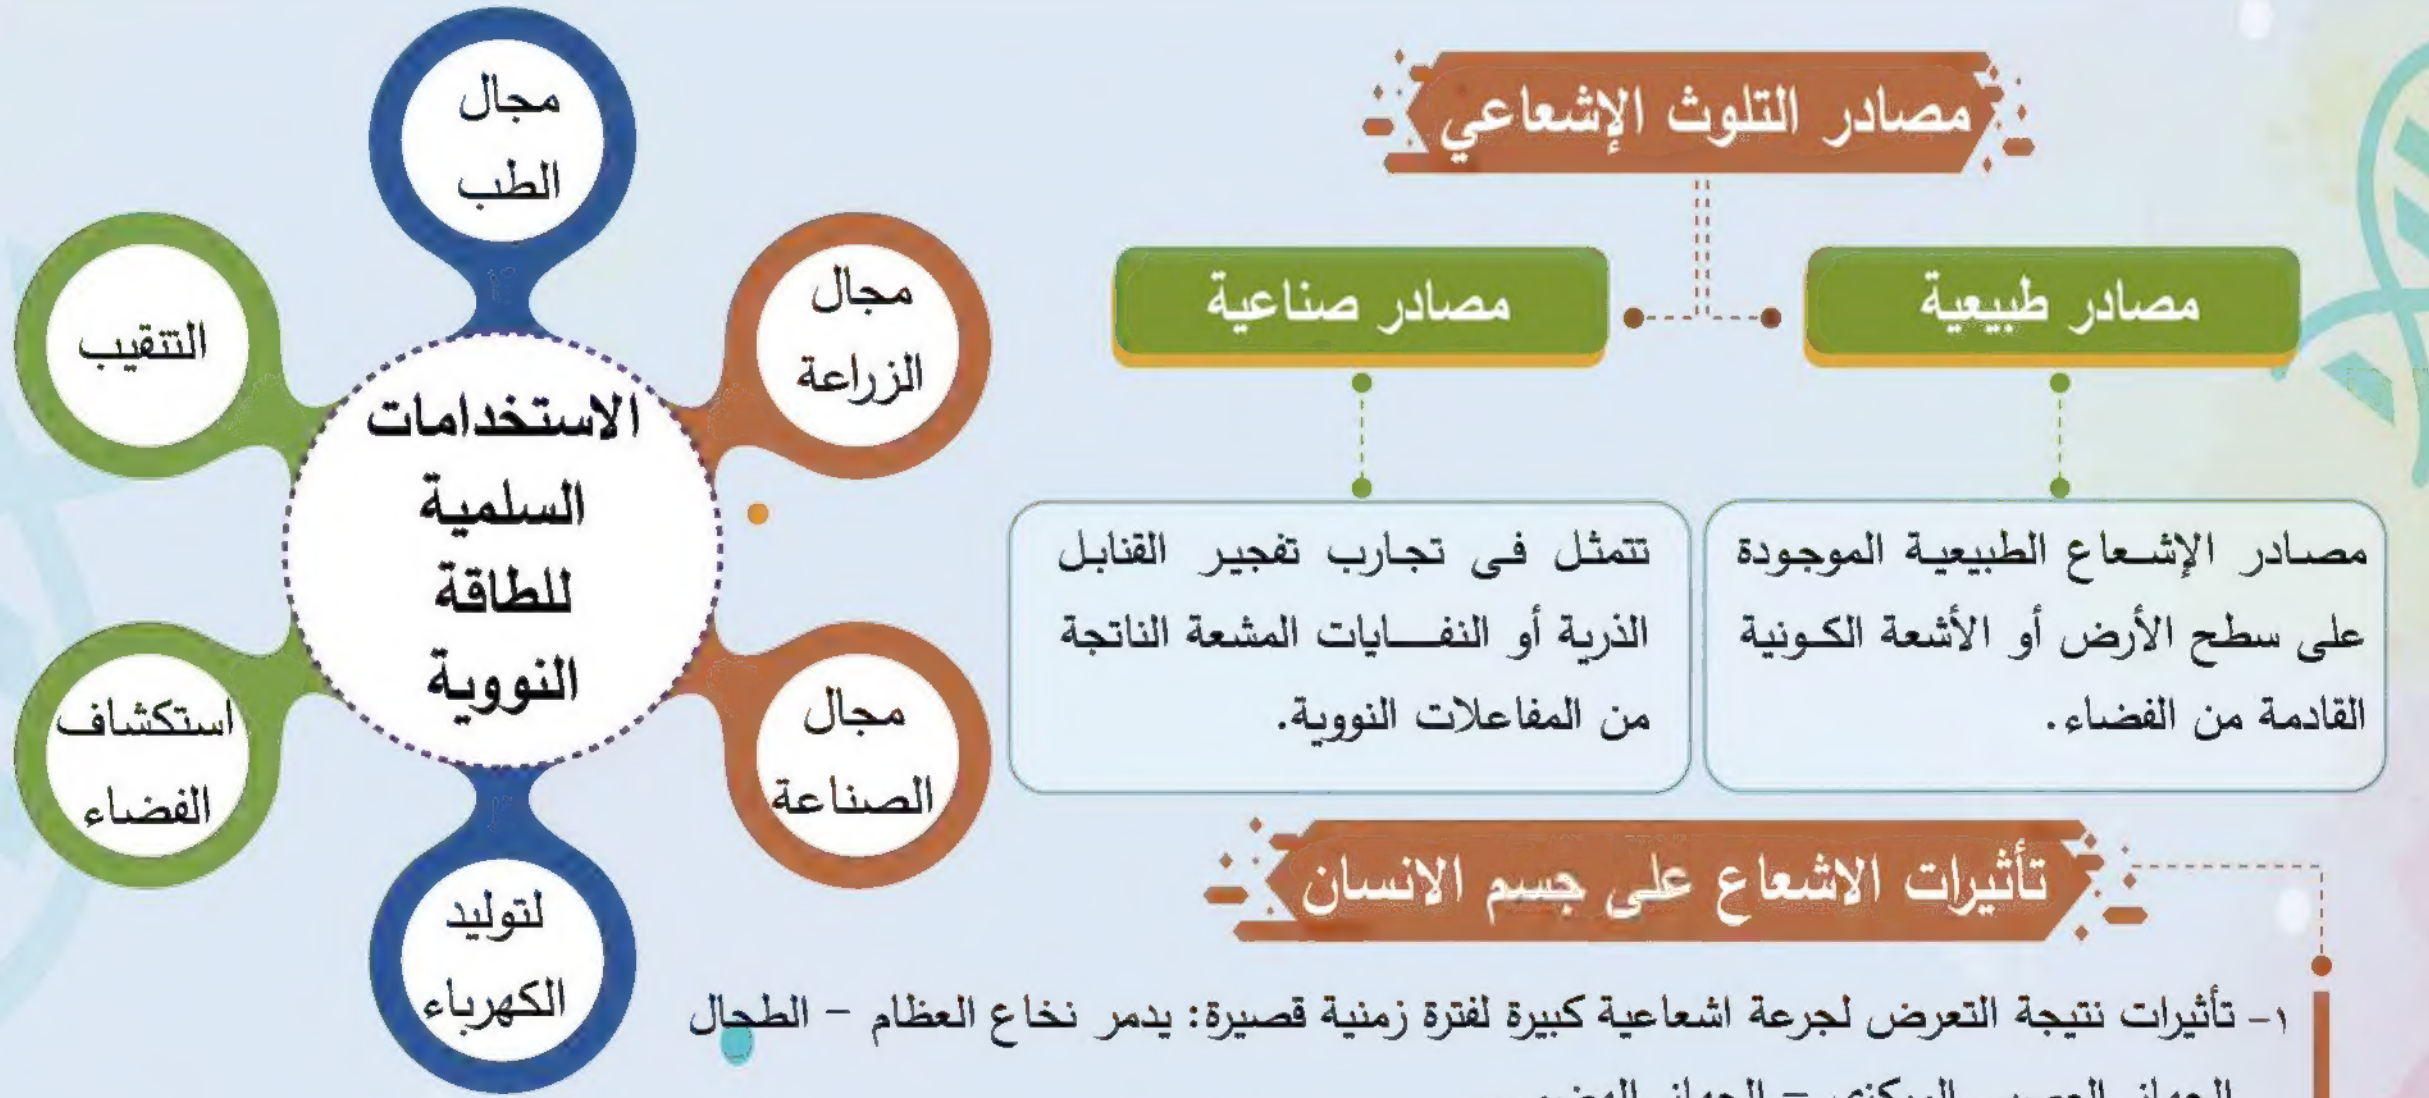 مصادر التلوث الإشعاعي
مصادر طبيعية
مصادر الإشعاع الطبيعية الموجودة
على سطح الأرض أو الأشعة الكونية
القادمة من الفضاء.
مصادر صناعية
تتمثل فى تجارب تفجير القنابل
الذرية أو النفايات المشعة الناتجة
من المفاعلات النووية.
الاستخدامات
السلمية
للطاقة
النووية
مجال
الطب
مجال
الزراعة
مجال
الصناعة
لتوليد
الكهرباء
استكشاف
الفضاء
التنقيب
تأثيرات الاشعاع على جسم الانسان
١- تأثيرات نتيجة التعرض لجرعة اشعاعية كبيرة لفترة زمنية قصيرة: يدمر نخاع العظام – الطحال